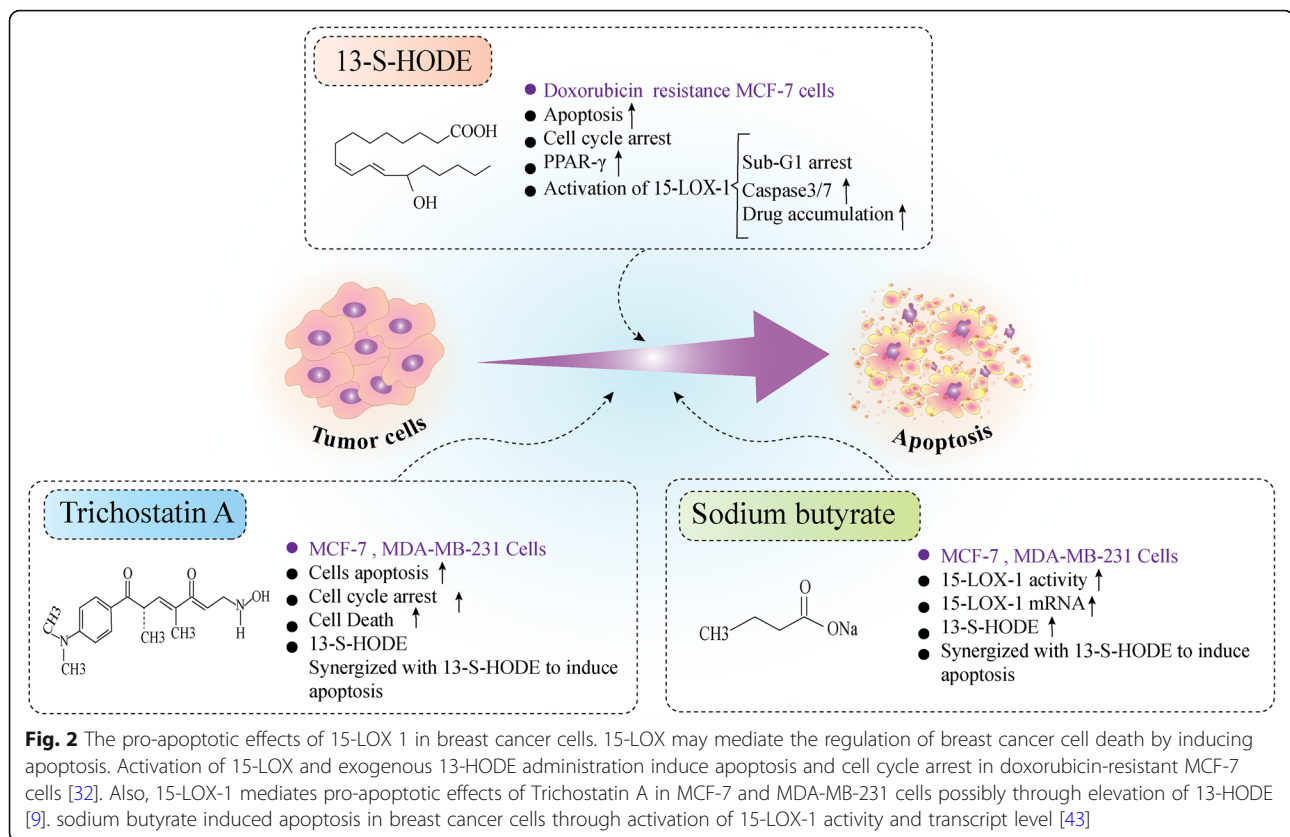 13-S-HODE
Doxorubicin resistance MCF-7 cells
Apoptosis ↑
Cell cycle arrest
PPAR-γ ↑
Activation of 15-LOX-1
Sub-G1 arrest
Caspase3/7 ↑
Drug accumulation ↑
COOH
OH
Tumor cells
Apoptosis
Trichostatin A
MCF-7 , MDA-MB-231 Cells
Cells apoptosis ↑
Cell cycle arrest ↑
Cell Death ↑
13-S-HODE
Synergized with 13-S-HODE to induce
apoptosis
O
O
OH
N
H
CH3
CH3
CH3
N
CH3
Sodium butyrate
MCF-7 , MDA-MB-231 Cells
15-LOX-1 activity ↑
15-LOX-1 mRNA ↑
13-S-HODE ↑
Synergized with 13-S-HODE to induce
apoptosis
O
CH3
ONa
Fig. 2 The pro-apoptotic effects of 15-LOX 1 in breast cancer cells. 15-LOX may mediate the regulation of breast cancer cell death by inducing
apoptosis. Activation of 15-LOX and exogenous 13-HODE administration induce apoptosis and cell cycle arrest in doxorubicin-resistant MCF-7
cells [32]. Also, 15-LOX-1 mediates pro-apoptotic effects of Trichostatin A in MCF-7 and MDA-MB-231 cells possibly through elevation of 13-HODE
[9]. sodium butyrate induced apoptosis in breast cancer cells through activation of 15-LOX-1 activity and transcript level [43]